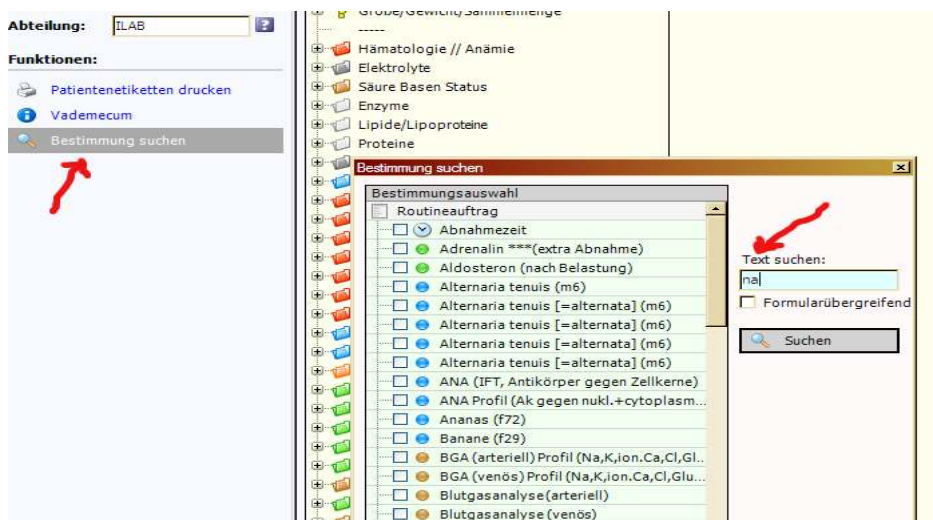 Abteilung: ILAB
Funktionen:
Patientenetiketten drucken
Vademecum
Bestimmung suchen
Größe/Gewicht/Sammelmenge
-----
Hämatologie // Anämie
Elektrolyte
Säure Basen Status
Enzyme
Lipide/Lipoproteine
Proteine
Bestimmung suchen
Bestimmungsauswahl
Routineauftrag
Abnahmezeit
Adrenalin ***(extra Abnahme)
Aldosteron (nach Belastung)
Alternaria tenuis (m6)
Alternaria tenuis [=alternata] (m6)
Alternaria tenuis [=alternata] (m6)
Alternaria tenuis [=alternata] (m6)
Alternaria tenuis [=alternata] (m6)
ANA (IFT, Antikörper gegen Zellkerne)
ANA Profil (Ak gegen nukl.+cytoplasm...
Ananas (f72)
Banane (f29)
BGA (arteriell) Profil (Na,K,ion.Ca,Cl,Gl..
BGA (venös) Profil (Na,K,ion.Ca,Cl,Glu...
Blutgasanalyse (arteriell)
Blutgasanalyse (venös)
Text suchen:
na
Formularübergreifend
Suchen